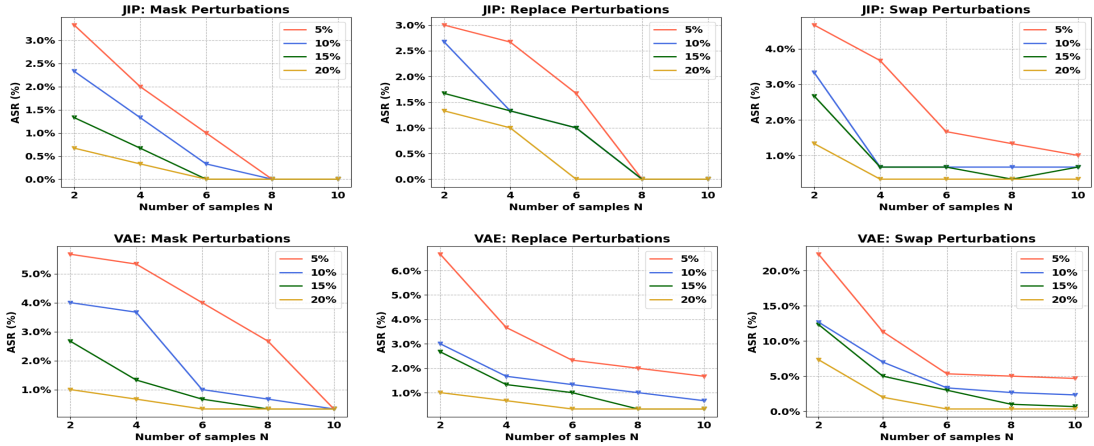 JIP: Mask Perturbations
ASR (%)
3.0%
2.5%
2.0%
1.5%
1.0%
0.5%
0.0%
5%
10%
15%
20%
2 4 6 8 10
Number of samples N
JIP: Replace Perturbations
ASR (%)
3.0%
2.5%
2.0%
1.5%
1.0%
0.5%
0.0%
5%
10%
15%
20%
2 4 6 8 10
Number of samples N
JIP: Swap Perturbations
ASR (%)
4.0%
3.0%
2.0%
1.0%
5%
10%
15%
20%
2 4 6 8 10
Number of samples N
VAE: Mask Perturbations
ASR (%)
5.0%
4.0%
3.0%
2.0%
1.0%
5%
10%
15%
20%
2 4 6 8 10
Number of samples N
VAE: Replace Perturbations
ASR (%)
6.0%
5.0%
4.0%
3.0%
2.0%
1.0%
5%
10%
15%
20%
2 4 6 8 10
Number of samples N
VAE: Swap Perturbations
ASR (%)
20.0%
15.0%
10.0%
5.0%
0.0%
5%
10%
15%
20%
2 4 6 8 10
Number of samples N